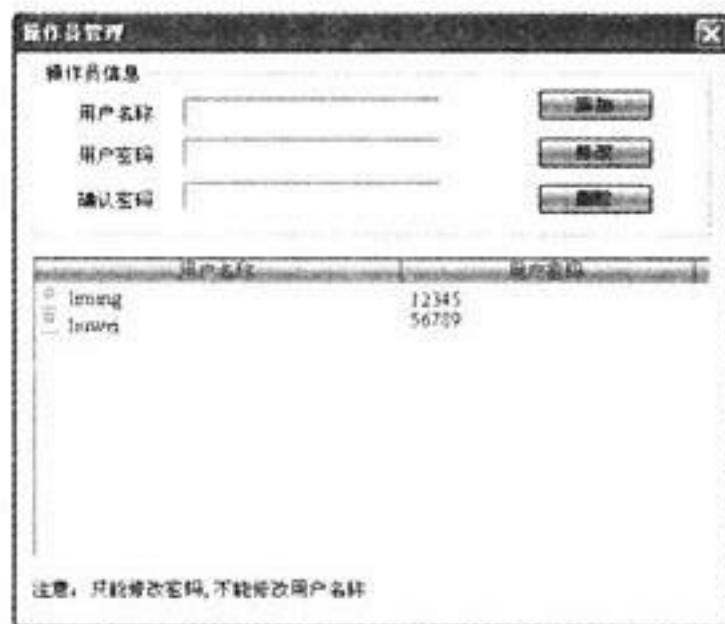 操作员管理
操作员信息
用户名称
添加
用户密码
修改
确认密码
删除
用户名称 用户密码
12345
56789
注意：只能修改密码,不能修改用户名称